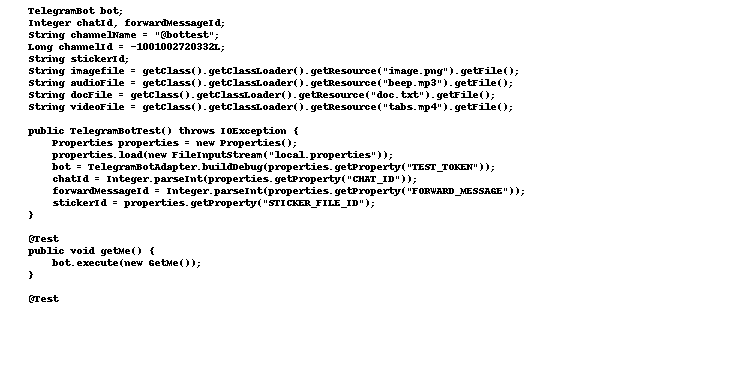 TelegramBot bot;
Integer chatId, forwardMessageId;
String channelName = "@bottest";
Long channelId = -1001002720332L;
String stickerId;
String imagefile = getClass().getClassLoader().getResource("image.png").getFile();
String audioFile = getClass().getClassLoader().getResource("beep.mp3").getFile();
String docFile = getClass().getClassLoader().getResource("doc.txt").getFile();
String videoFile = getClass().getClassLoader().getResource("tabs.mp4").getFile();
public TelegramBotTest() throws IOException {
Properties properties = new Properties();
properties.load(new FileInputStream("local.properties"));
bot = TelegramBotAdapter.buildDebug(properties.getProperty("TEST_TOKEN"));
chatId = Integer.parseInt(properties.getProperty("CHAT_ID"));
forwardMessageId = Integer.parseInt(properties.getProperty("FORWARD_MESSAGE"));
stickerId = properties.getProperty("STICKER_FILE_ID");
}
@Test
public void getMe() {
bot.execute(new GetMe());
}
@Test